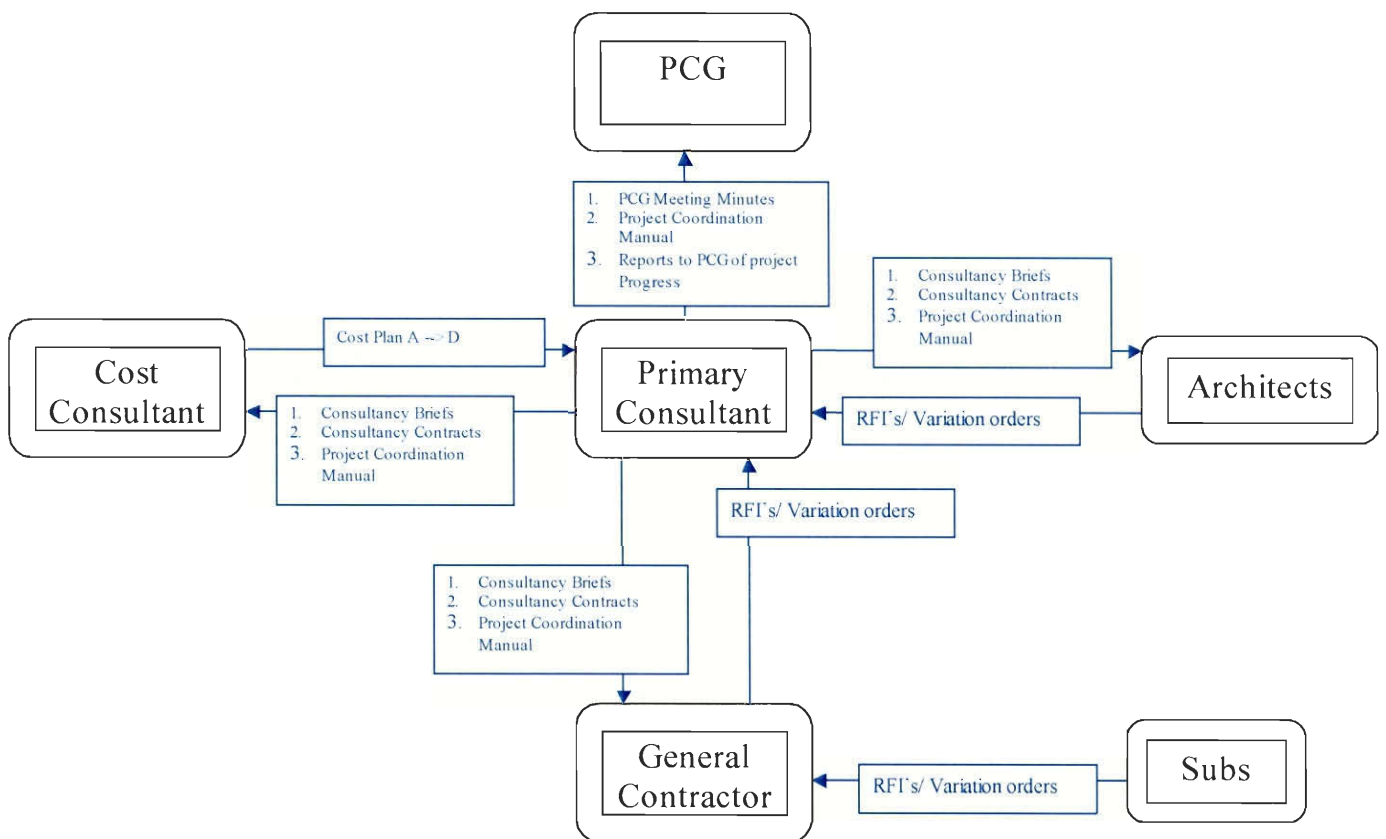 PCG
1. PCG Meeting Minutes
2. Project Coordination
Manual
3. Reports to PCG of project
Progress
1. Consultancy Briefs
2. Consultancy Contracts
3. Project Coordination
Manual
Cost Plan A --> D
Cost
Consultant
Primary
Consultant
Architects
1. Consultancy Briefs
2. Consultancy Contracts
3. Project Coordination
Manual
RFI's/ Variation orders
RFI's/ Variation orders
1. Consultancy Briefs
2. Consultancy Contracts
3. Project Coordination
Manual
General
Contractor
RFI's/ Variation orders
Subs